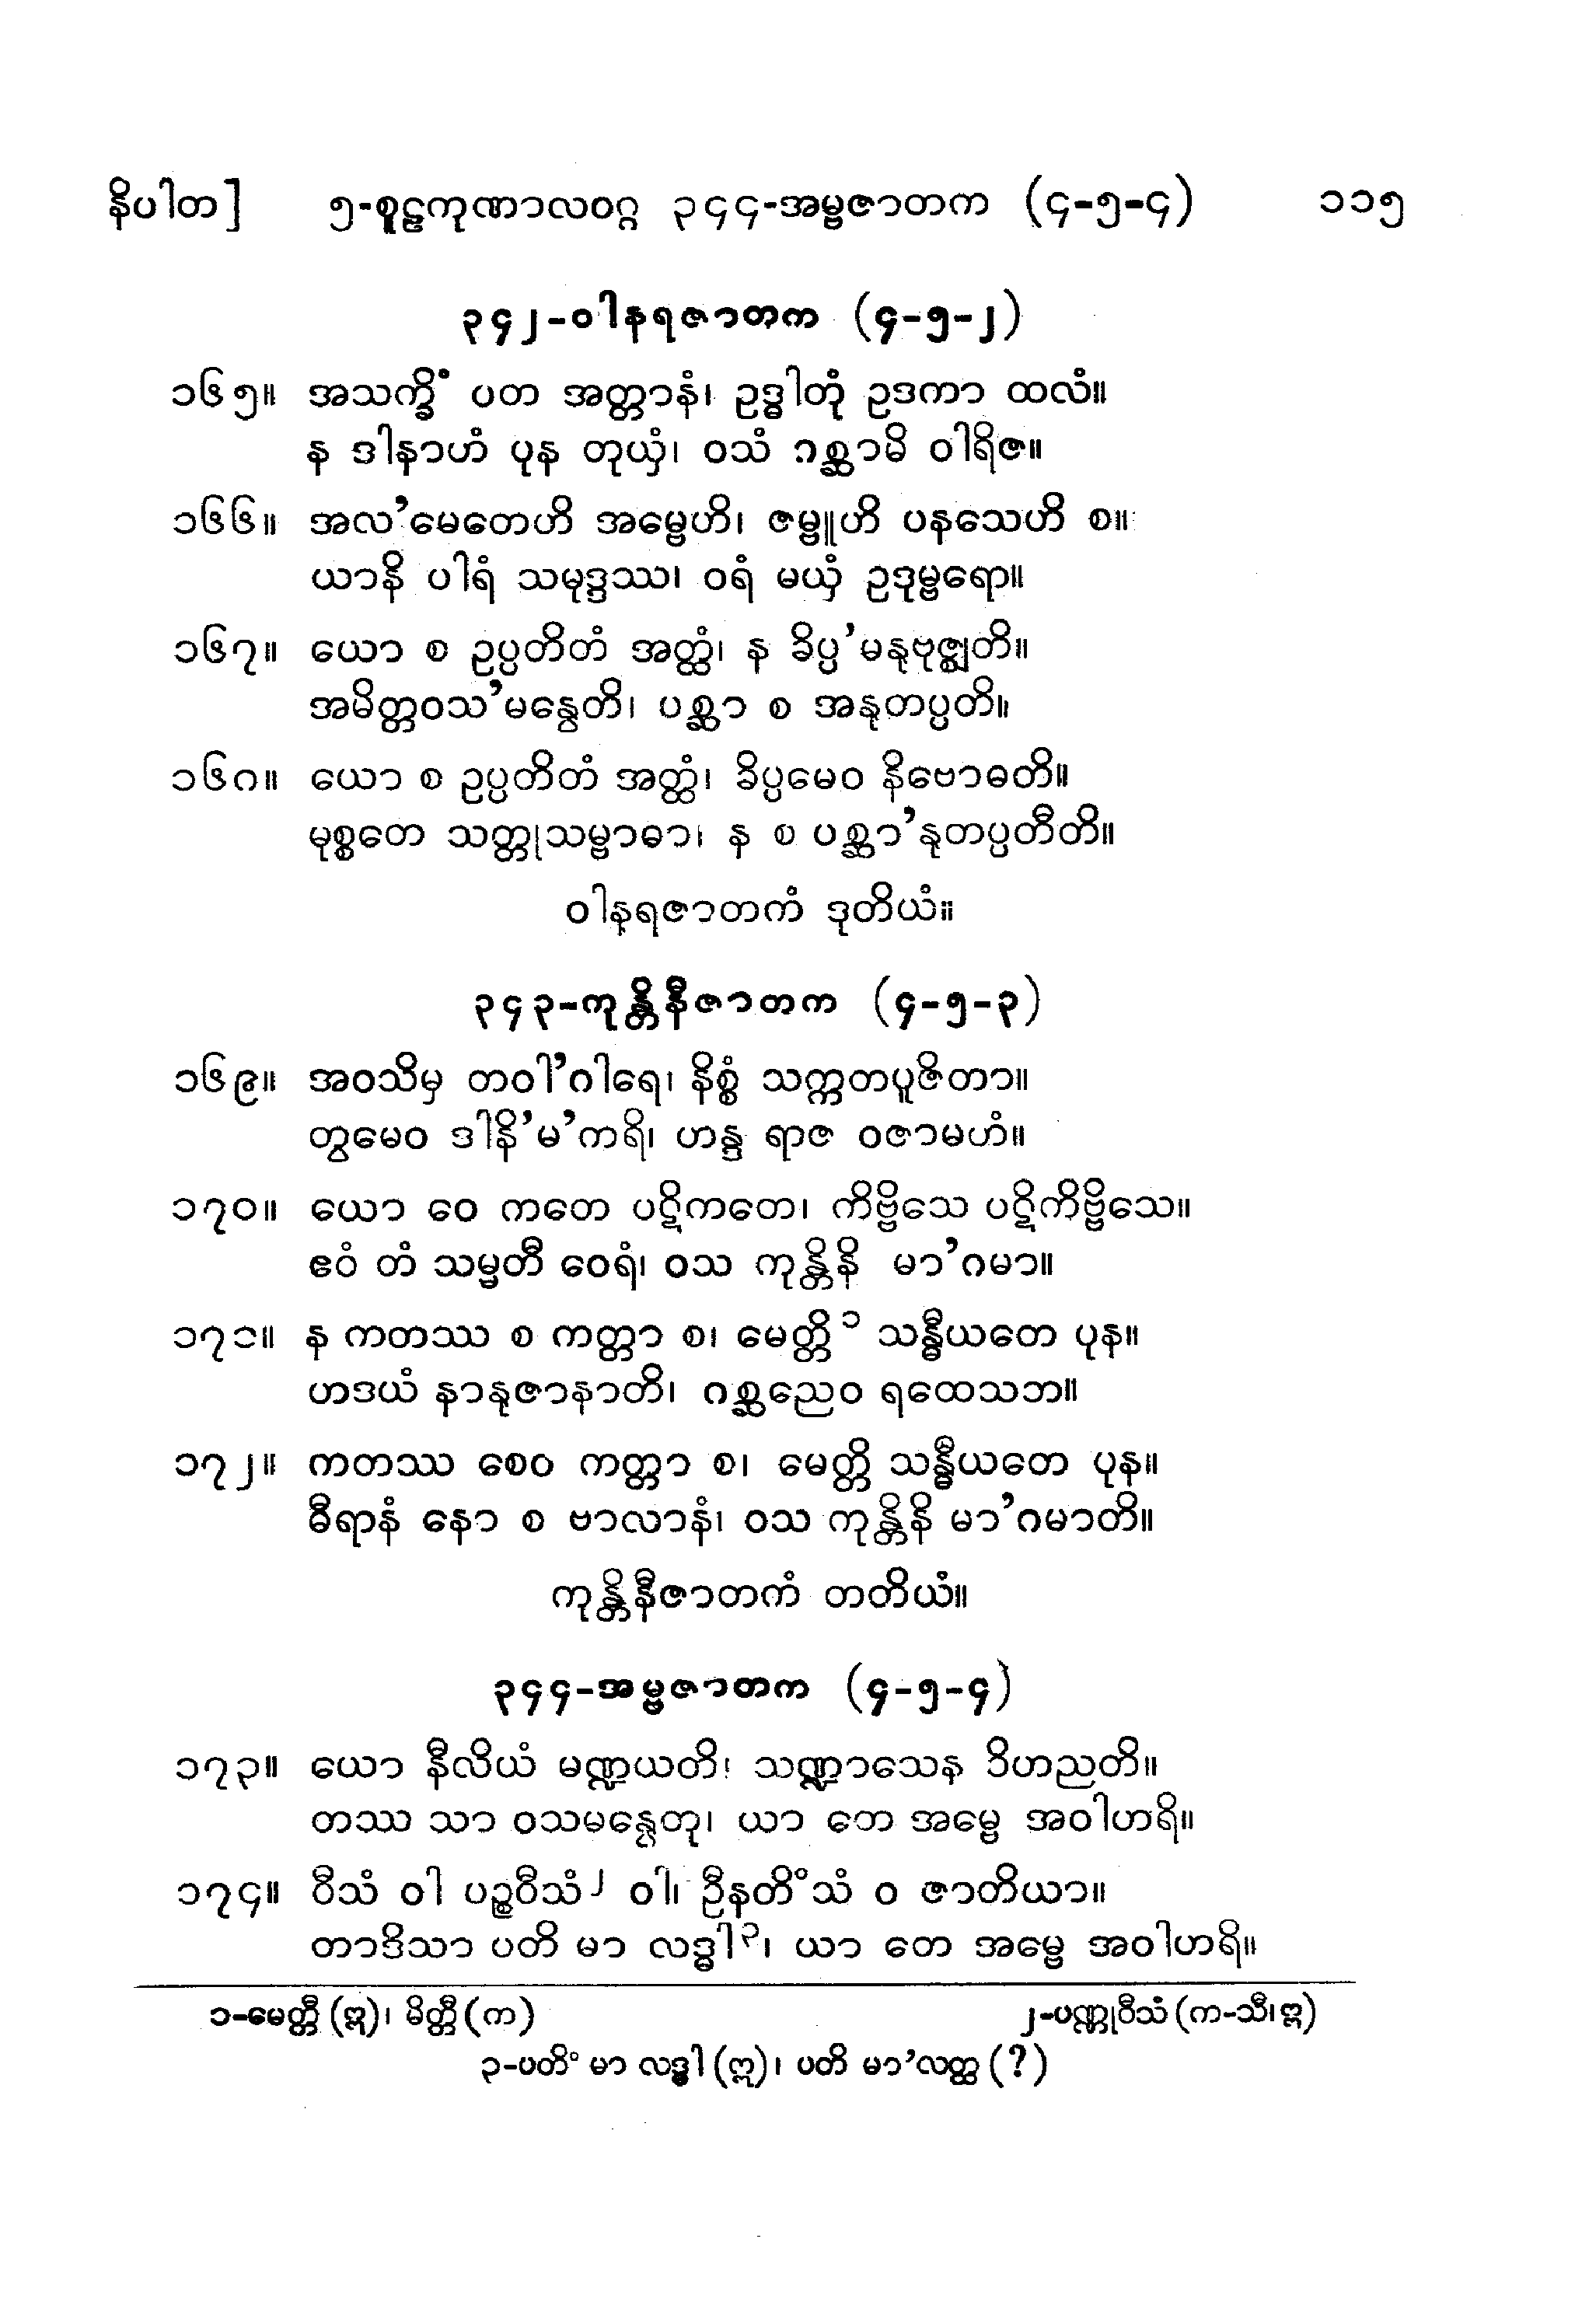 နိပါတ] ၅-စူဠကုဏာလဝဂ္ဂ ၃၄၄-အမ္ဗဇာတက (၄-၅-၄) ၁၁၅
၃၄၂-ဝါနရဇာတက (၄-၅-၂)
၁၆၅။ အသက္ခိံ ပတ အတ္တာနံ၊ ဥဒ္ဓါတုံ ဥဒကာ ထလံ။
န ဒါနာဟံ ပုန တုယှံ၊ ဝသံ ဂစ္ဆာမိ ဝါရိဇ။
၁၆၆။ အလ’မေတေဟိ အမ္ဗေဟိ၊ ဇမ္ဗူဟိ ပနသေဟိ စ။
ယာနိ ပါရံ သမုဒ္ဒဿ၊ ဝရံ မယှံ ဥဒုမ္ဗရော။
၁၆၇။ ယော စ ဥပ္ပတိတံ အတ္ထံ၊ န ခိပ္ပ’မနုဗုဇ္ဈတိ။
အမိတ္တဝသ’မနွေတိ၊ ပစ္ဆာ စ အနုတပ္ပတိ။
၁၆၈။ ယော စ ဥပ္ပတိတံ အတ္ထံ၊ ခိပ္ပမေဝ နိဗောဓတိ။
မုစ္စတေ သတ္တုသမ္ဗာဓာ၊ န စ ပစ္ဆာ’နုတပ္ပတီတိ။
ဝါနရဇာတကံ ဒုတိယံ။
၃၄၃-ကုန္တိနီဇာတက (၄-၅-၃)
၁၆၉။ အဝသိမှ တဝါ’ဂါရေ၊ နိစ္စံ သက္ကတပူဇိတာ။
တွမေဝ ဒါနိ’မ’ကရိ၊ ဟန္ဒ ရာဇ ဝဇာမဟံ။
၁၇၀။ ယော ဝေ ကတေ ပဋိကတေ၊ ကိဗ္ဗိသေ ပဋိကိဗ္ဗိသေ။
ဧဝံ တံ သမ္မတီ ဝေရံ၊ ဝသ ကုန္တိနိ မာ’ဂမာ။
၁၇၁။ န ကတဿ စ ကတ္တာ စ၊ မေတ္တိ ၁ သန္ဓီယတေ ပုန။
ဟဒယံ နာနုဇာနာတိ၊ ဂစ္ဆညေဝ ရထေသဘ။
၁၇၂။ ကတဿ စေဝ ကတ္တာ စ၊ မေတ္တိ သန္ဓီယတေ ပုန။
ဓီရာနံ နော စ ဗာလာနံ၊ ဝသ ကုန္တိနိ မာ’ဂမာတိ။
ကုန္တိနီဇာတကံ တတိယံ။
၃၄၄-အမ္ဗဇာတက (၄-၅-၄)
၁၇၃။ ယော နီလိယံ မဏ္ဍယတိ၊ သဏ္ဍာသေန ဝိဟညတိ။
တဿ သာ ဝသမန္ဝေတု၊ ယာ တေ အမ္ဗေ အဝါဟရိ။
၁၇၄။ ဝီသံ ဝါ ပဉ္စဝီသံ ၂ ဝါ၊ ဦနတိံသံ ဝ ဇာတိယာ။
တာဒိသာ ပတိ မာ လဒ္ဓါ ၃၊ ယာ တေ အမ္ဗေ အဝါဟရိ။
၁-မေတ္တီ (ဣ)၊ မိတ္တီ (က) ၂-ပဏ္ဏုဝီသံ (က-သီ၊ဣ)
၃-ပတိံ မာ လဒ္ဓါ (ဣ)၊ ပတိ မာ’လတ္ထ (?)